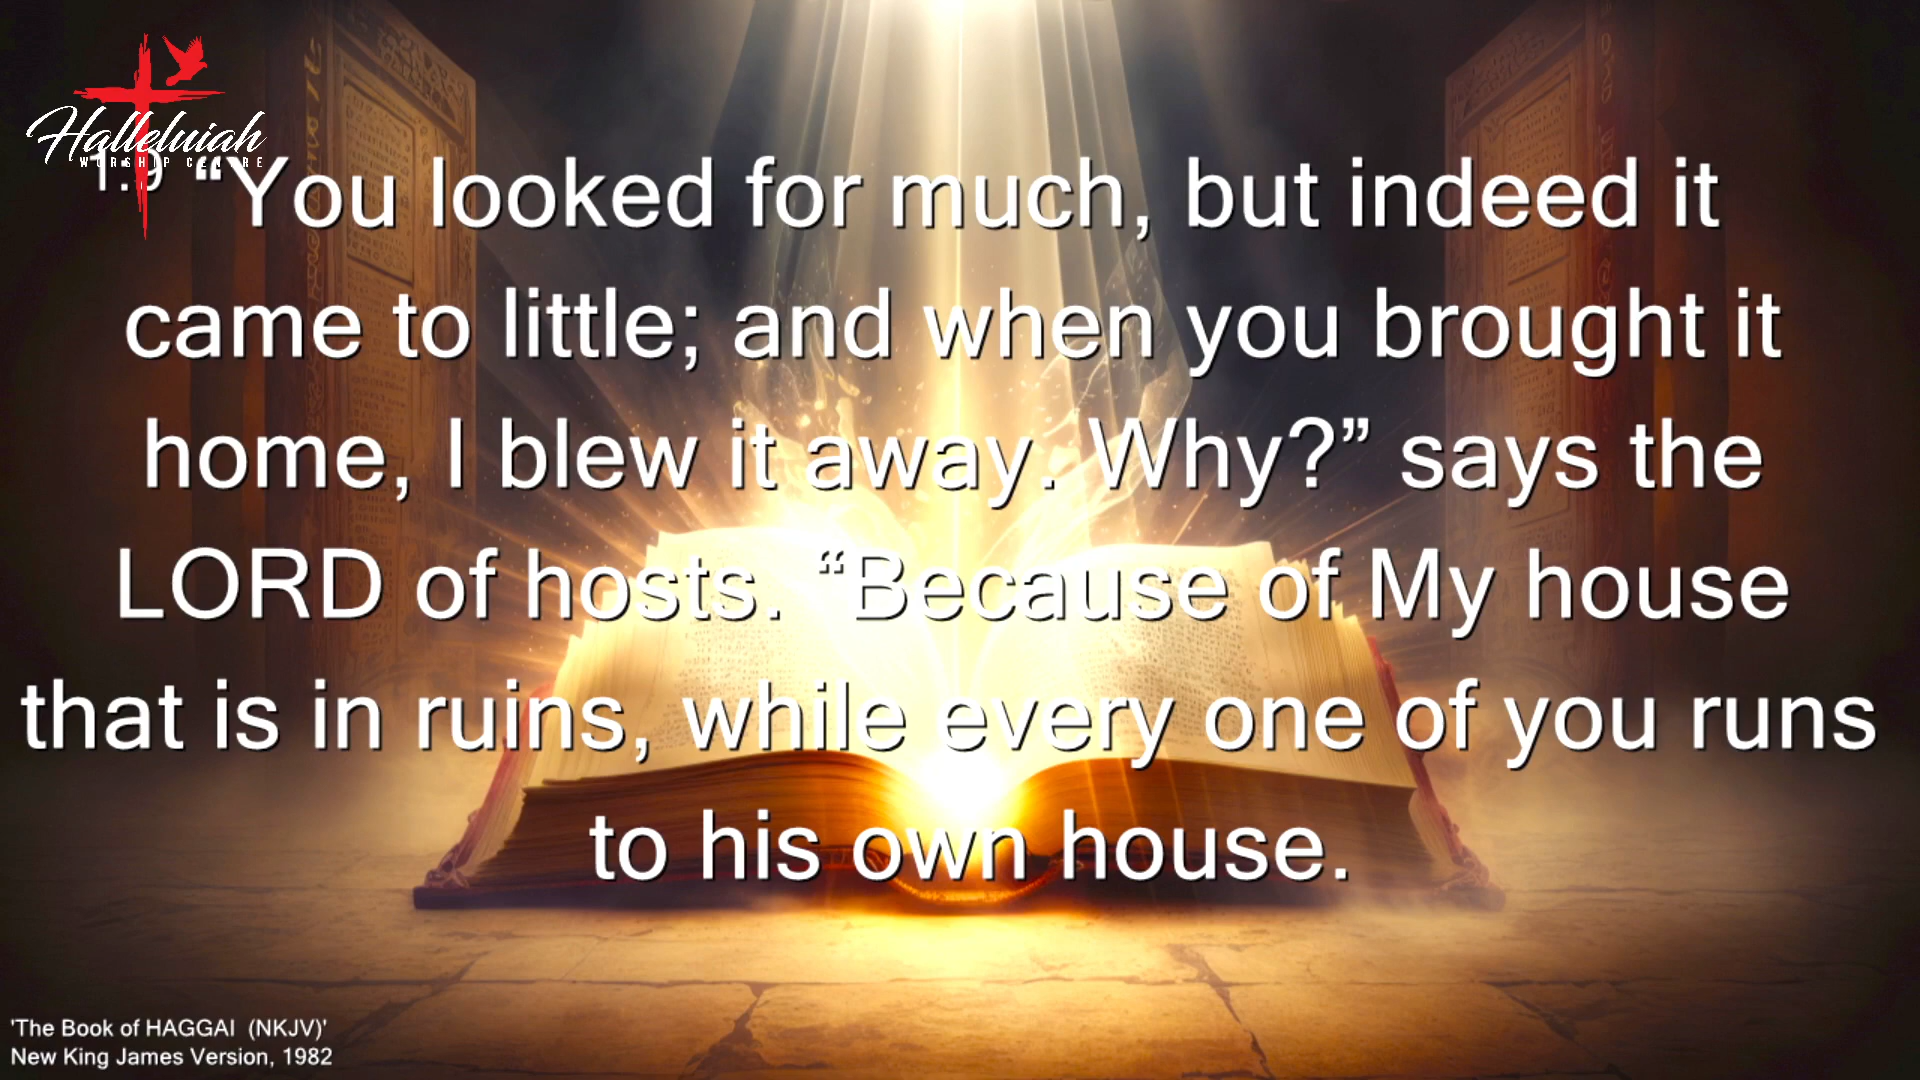 Halleluiah
WORSHIP CENTRE
1:9 “You looked for much, but indeed it
came to little; and when you brought it
home, I blew it away. Why?” says the
LORD of hosts. “Because of My house
that is in ruins, while every one of you runs
to his own house.
'The Book of HAGGAI (NKJV)'
New King James Version, 1982